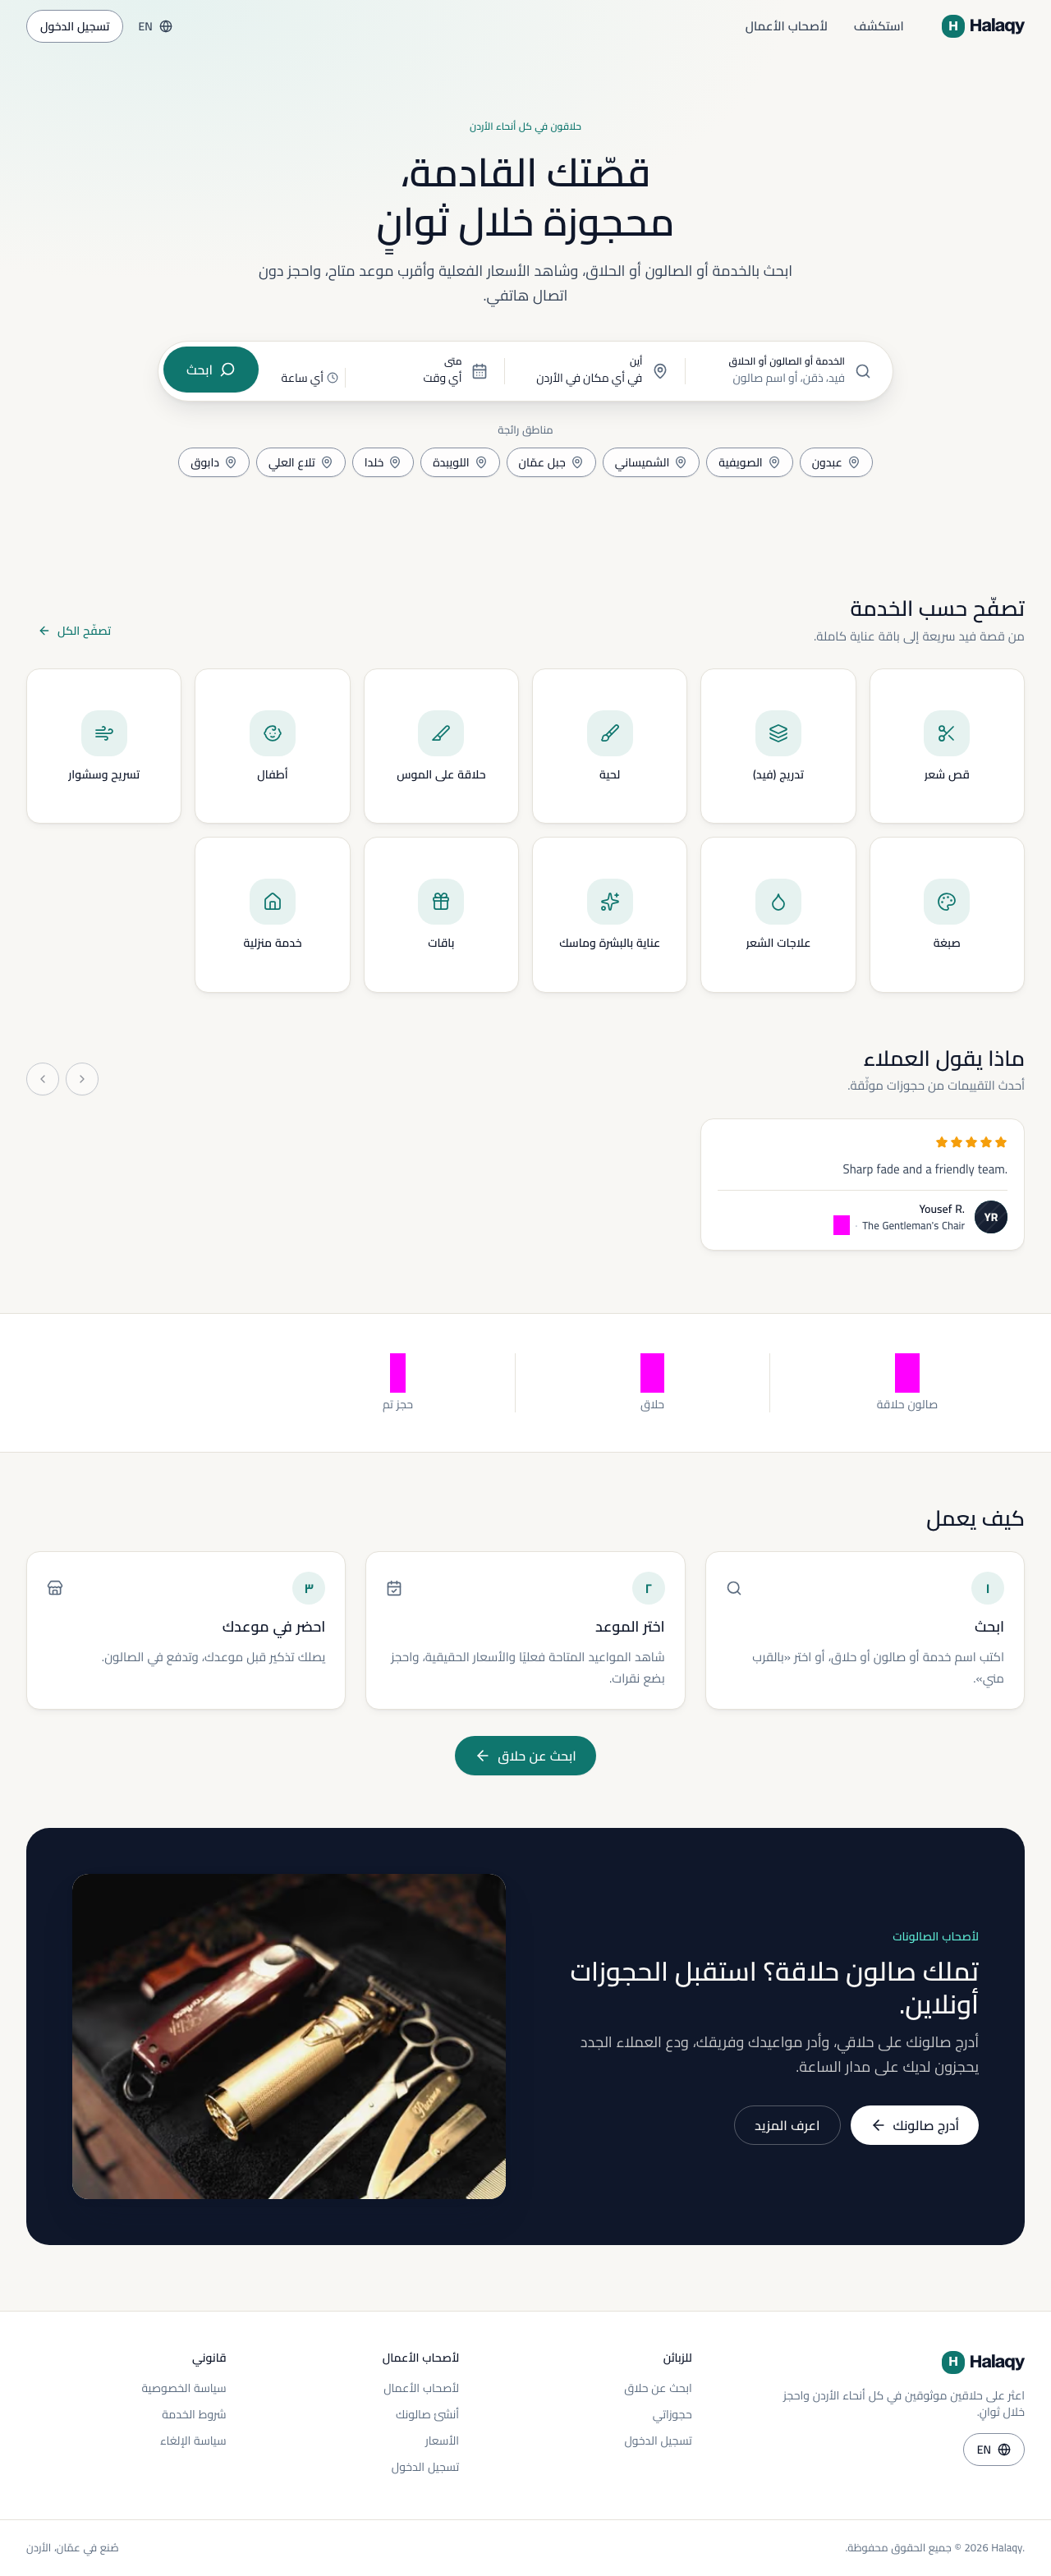 Halaqy
استكشف
لأصحاب الأعمال
EN
تسجيل الدخول
حلاقون في كل أنحاء الأردن
قصّتك القادمة،
محجوزة خلال ثوانٍ
ابحث بالخدمة أو الصالون أو الحلاق، وشاهد الأسعار الفعلية وأقرب موعد متاح، واحجز دون
اتصال هاتفي.
الخدمة أو الصالون أو الحلاق
فيد، ذقن، أو اسم صالون
أين
في أي مكان في الأردن
متى
أي وقت
أي ساعة
ابحث
مناطق رائجة
عبدون
الصويفية
الشميساني
جبل عمّان
اللويبدة
خلدا
تلاع العلي
دابوق
تصفّح حسب الخدمة
من قصة فيد سريعة إلى باقة عناية كاملة.
تصفّح الكل
قص شعر
تدريج (فيد)
لحية
حلاقة على الموس
أطفال
تسريح وسشوار
صبغة
علاجات الشعر
عناية بالبشرة وماسك
باقات
خدمة منزلية
ماذا يقول العملاء
أحدث التقييمات من حجوزات موثّقة.
Sharp fade and a friendly team.
YR
Yousef R.
The Gentleman's Chair ·
صالون حلاقة
حلاق
حجز تم
كيف يعمل
١
ابحث
اكتب اسم خدمة أو صالون أو حلاق، أو اختر «بالقرب
مني».
٢
اختر الموعد
شاهد المواعيد المتاحة فعليًا والأسعار الحقيقية، واحجز
بضع نقرات.
٣
احضر في موعدك
يصلك تذكير قبل موعدك، وتدفع في الصالون.
ابحث عن حلاق
لأصحاب الصالونات
تملك صالون حلاقة؟ استقبل الحجوزات
أونلاين.
أدرج صالونك على حلاقي، وأدر مواعيدك وفريقك، ودع العملاء الجدد
يحجزون لديك على مدار الساعة.
أدرج صالونك
اعرف المزيد
Halaqy
اعثر على حلاقين موثوقين في كل أنحاء الأردن واحجز
خلال ثوانٍ.
EN
للزبائن
ابحث عن حلاق
حجوزاتي
تسجيل الدخول
لأصحاب الأعمال
لأصحاب الأعمال
أنشئ صالونك
الأسعار
تسجيل الدخول
قانوني
سياسة الخصوصية
شروط الخدمة
سياسة الإلغاء
© 2026 Halaqy. جميع الحقوق محفوظة.
صُنع في عمّان، الأردن